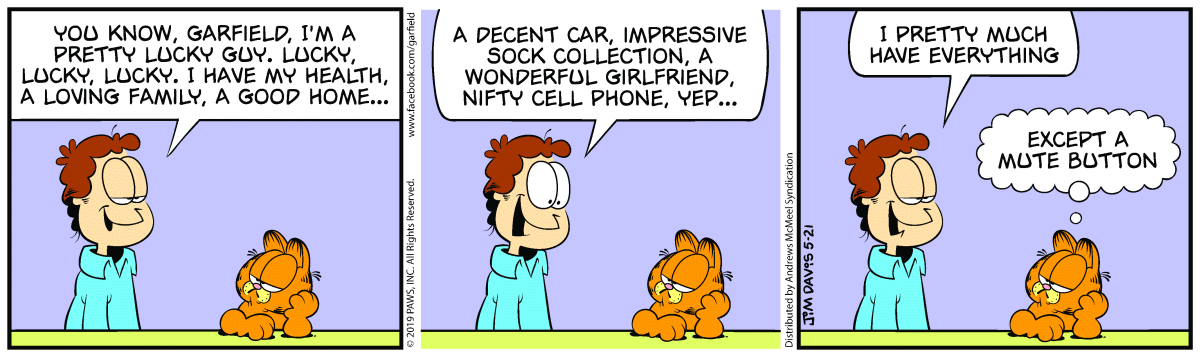 YOU KNOW, GARFIELD, I'M A
PRETTY LUCKY GUY. LUCKY,
LUCKY, LUCKY. I HAVE MY HEALTH,
A LOVING FAMILY, A GOOD HOME...
© 2019 PAWS, INC. All Rights Reserved.
www.facebook.com/garfield
A DECENT CAR, IMPRESSIVE
SOCK COLLECTION, A
WONDERFUL GIRLFRIEND,
NIFTY CELL PHONE, YEP...
Distributed by Andrews McMeel Syndication
I PRETTY MUCH
HAVE EVERYTHING
EXCEPT A
MUTE BUTTON
JIM DAVIS 5·21